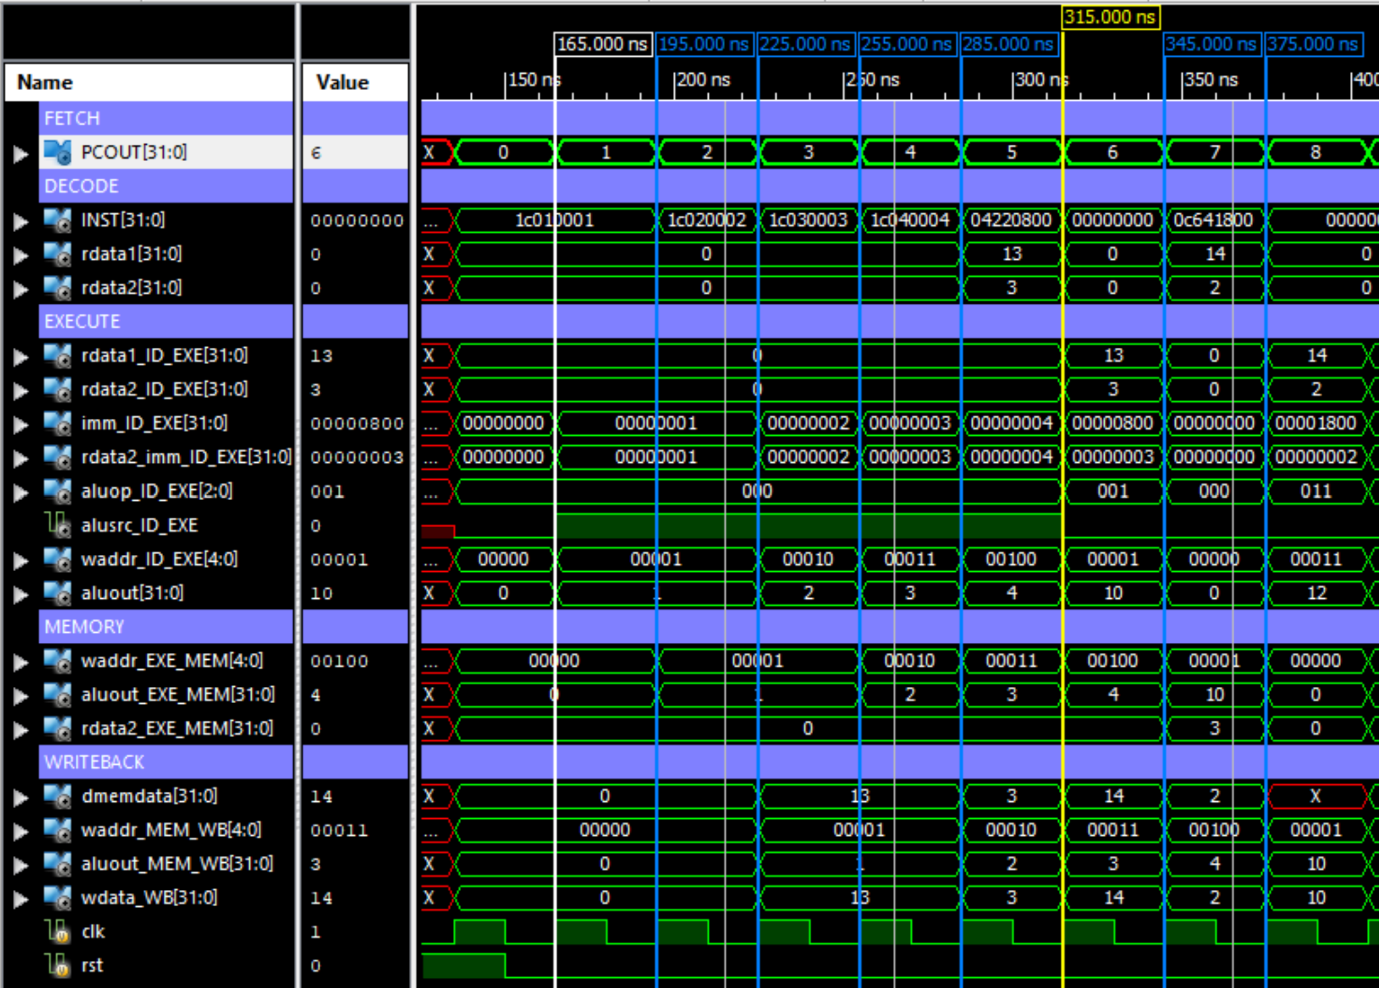 315.000 ns
165.000 ns 195.000 ns 225.000 ns 255.000 ns 285.000 ns 345.000 ns 375.000 ns
Name Value 150 ns 200 ns 250 ns 300 ns 350 ns 400
FETCH
PCOUT[31:0] 6 X 0 1 2 3 4 5 6 7 8
DECODE
INST[31:0] 00000000 ... 1c010001 1c020002 1c030003 1c040004 04220800 00000000 0c641800 00000
rdata1[31:0] 0 X 0 13 0 14 0
rdata2[31:0] 0 X 0 3 0 2 0
EXECUTE
rdata1_ID_EXE[31:0] 13 X 0 13 0 14
rdata2_ID_EXE[31:0] 3 X 0 3 0 2
imm_ID_EXE[31:0] 00000800 ... 00000000 00000001 00000002 00000003 00000004 00000800 00000000 00001800
rdata2_imm_ID_EXE[31:0] 00000003 ... 00000000 00000001 00000002 00000003 00000004 00000003 00000000 00000002
aluop_ID_EXE[2:0] 001 ... 000 001 000 011
alusrc_ID_EXE 0
waddr_ID_EXE[4:0] 00001 ... 00000 00001 00010 00011 00100 00001 00000 00011
aluout[31:0] 10 X 0 1 2 3 4 10 0 12
MEMORY
waddr_EXE_MEM[4:0] 00100 ... 00000 00001 00010 00011 00100 00001 00000
aluout_EXE_MEM[31:0] 4 X 0 1 2 3 4 10 0
rdata2_EXE_MEM[31:0] 0 X 0 3 0
WRITEBACK
dmemdata[31:0] 14 X 0 13 3 14 2 X
waddr_MEM_WB[4:0] 00011 ... 00000 00001 00010 00011 00100 00001
aluout_MEM_WB[31:0] 3 X 0 1 2 3 4 10
wdata_WB[31:0] 14 X 0 13 3 14 2 10
clk 1
rst 0